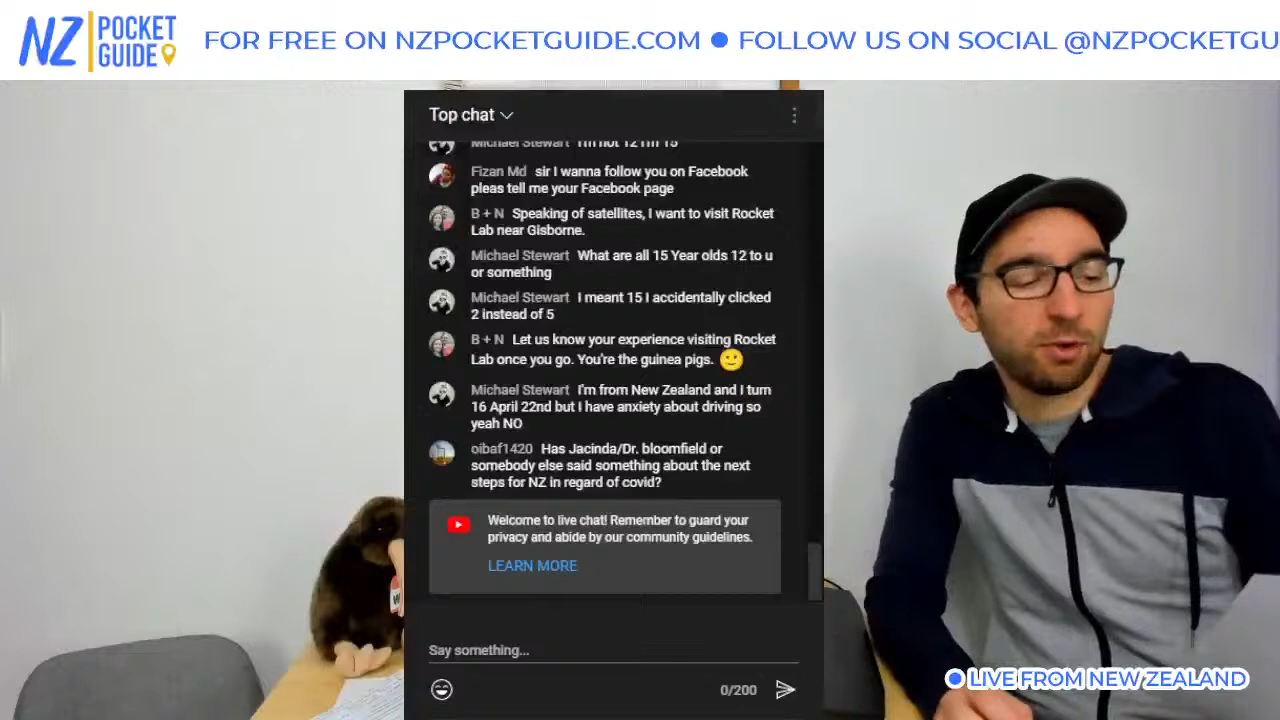 NZ POCKET GUIDE
FOR FREE ON NZPOCKETGUIDE.COM ● FOLLOW US ON SOCIAL @NZPOCKETGU
Top chat
Michael Stewart I'm not 12 I'm 15
Fizan Md sir I wanna follow you on Facebook
pleas tell me your Facebook page
B + N Speaking of satellites, I want to visit Rocket
Lab near Gisborne.
Michael Stewart What are all 15 Year olds 12 to u
or something
Michael Stewart I meant 15 I accidentally clicked
2 instead of 5
B + N Let us know your experience visiting Rocket
Lab once you go. You're the guinea pigs. 🙂
Michael Stewart I'm from New Zealand and I turn
16 April 22nd but I have anxiety about driving so
yeah NO
oibaf1420 Has Jacinda/Dr. bloomfield or
somebody else said something about the next
steps for NZ in regard of covid?
Welcome to live chat! Remember to guard your
privacy and abide by our community guidelines.
LEARN MORE
Say something...
0/200
● LIVE FROM NEW ZEALAND